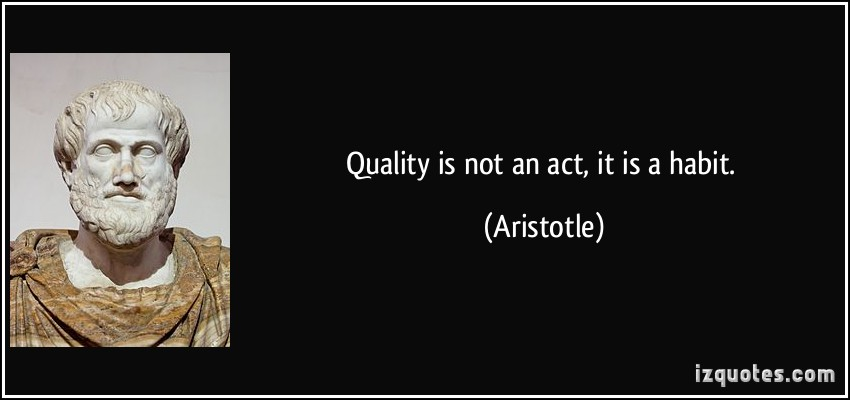 Quality is not an act, it is a habit.
(Aristotle)
izquotes.com